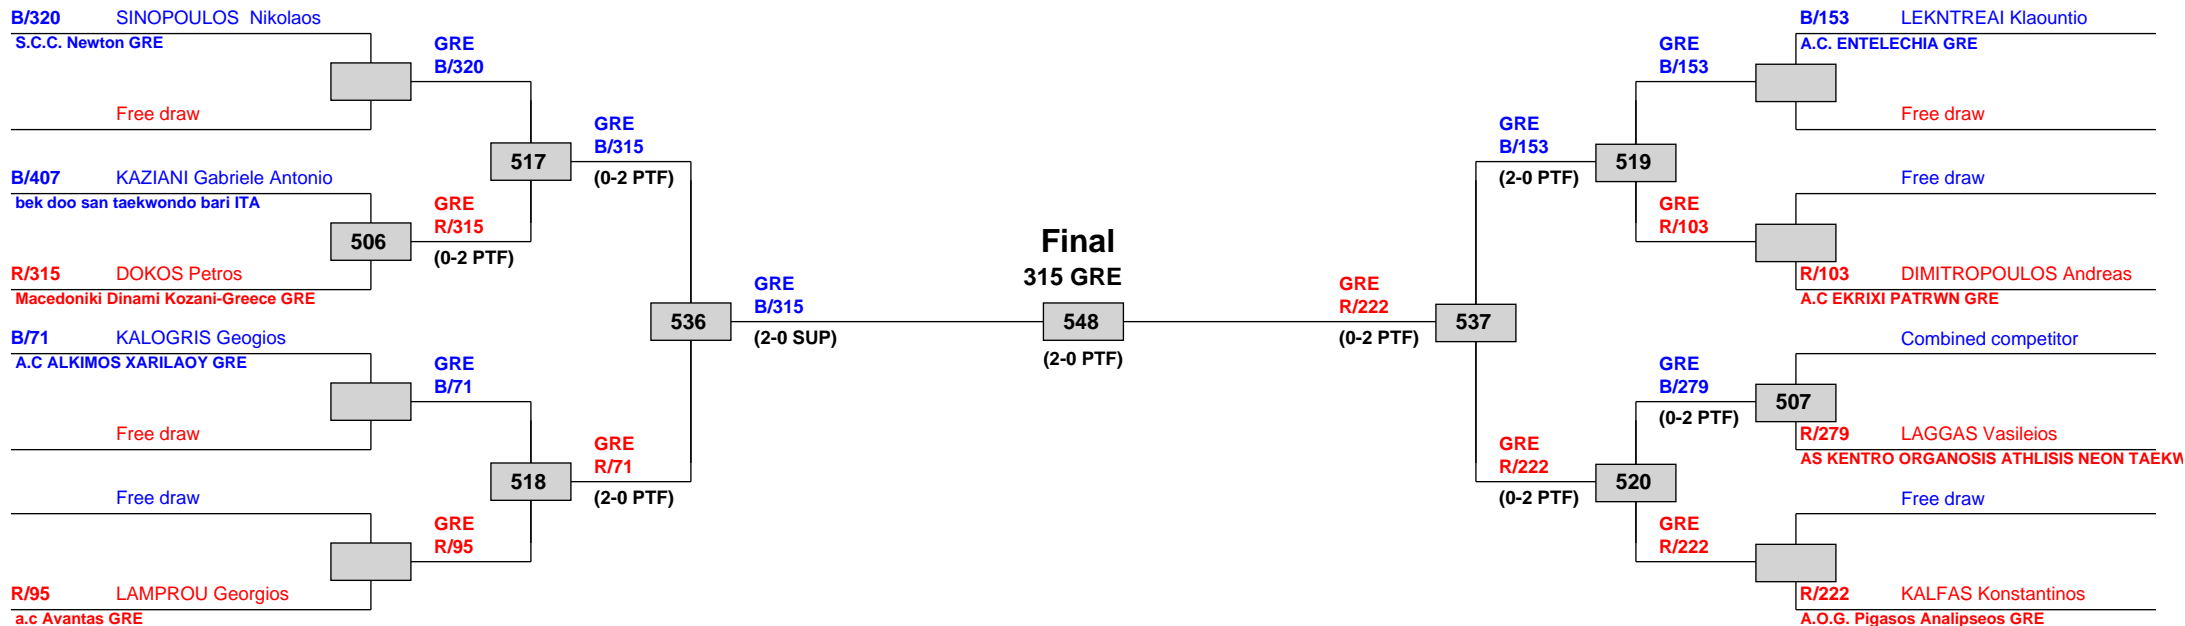 B/320 SINOPOULOS Nikolaos
S.C.C. Newton GRE
Free draw
B/407 KAZIANI Gabriele Antonio
bek doo san taekwondo bari ITA
R/315 DOKOS Petros
Macedoniki Dinami Kozani-Greece GRE
B/71 KALOGRIS Geogios
A.C ALKIMOS XARILAOY GRE
Free draw
Free draw
R/95 LAMPROU Georgios
a.c Avantas GRE
GRE
B/320
506
GRE
R/315
(0-2 PTF)
GRE
B/71
GRE
R/95
517
GRE
B/315
(0-2 PTF)
518
GRE
R/71
(2-0 PTF)
536
GRE
B/315
(2-0 SUP)
Final
315 GRE
548
(2-0 PTF)
GRE
R/222
(0-2 PTF)
537
GRE
B/153
(2-0 PTF)
519
GRE
R/222
(0-2 PTF)
520
GRE
B/153
GRE
R/103
GRE
B/279
(0-2 PTF)
507
GRE
R/222
B/153 LEKNTREAI Klaountio
A.C. ENTELECHIA GRE
Free draw
Free draw
R/103 DIMITROPOULOS Andreas
A.C EKRIXI PATRWN GRE
Combined competitor
R/279 LAGGAS Vasileios
AS KENTRO ORGANOSIS ATHLISIS NEON TAEKW
Free draw
R/222 KALFAS Konstantinos
A.O.G. Pigasos Analipseos GRE